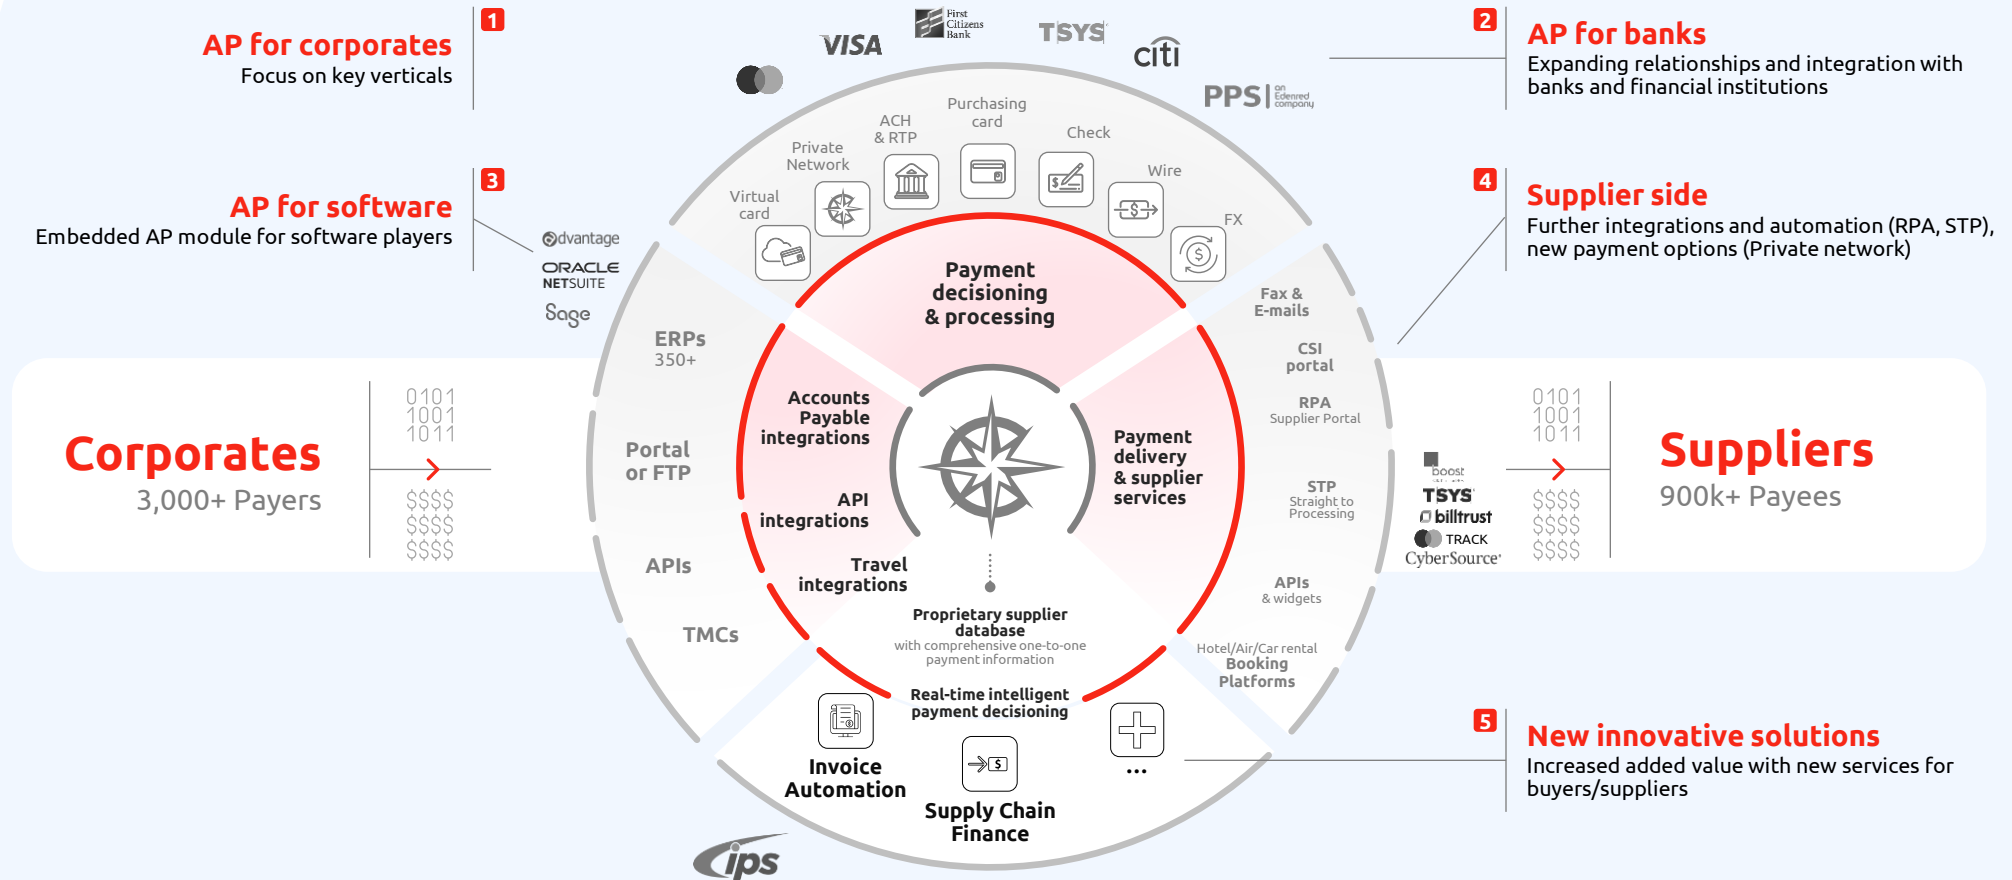 1
AP for corporates
Focus on key verticals
VISA
First
Citizens
Bank
TSYS
citi
PPS
an
Edenred
company
2
AP for banks
Expanding relationships and integration with
banks and financial institutions
3
AP for software
Embedded AP module for software players
@dvantage
ORACLE
NETSUITE
Sage
4
Supplier side
Further integrations and automation (RPA, STP),
new payment options (Private network)
Virtual
card
Private
Network
ACH
& RTP
Purchasing
card
Check
Wire
FX
Payment
decisioning
& processing
ERPs
350+
Portal
or FTP
APIs
TMCs
Accounts
Payable
integrations
API
integrations
Travel
integrations
Payment
delivery
& supplier
services
Fax &
E-mails
CSI
portal
RPA
Supplier Portal
STP
Straight to
Processing
APIs
& widgets
Hotel/Air/Car rental
Booking
Platforms
Corporates
3,000+ Payers
0101
1001
1011
$$$$
$$$$
$$$$
boost
TSYS
billtrust
TRACK
CyberSource
0101
1001
1011
$$$$
$$$$
$$$$
Suppliers
900k+ Payees
Proprietary supplier
database
with comprehensive one-to-one
payment information
Real-time intelligent
payment decisioning
Invoice
Automation
Supply Chain
Finance
...
ips
5
New innovative solutions
Increased added value with new services for
buyers/suppliers